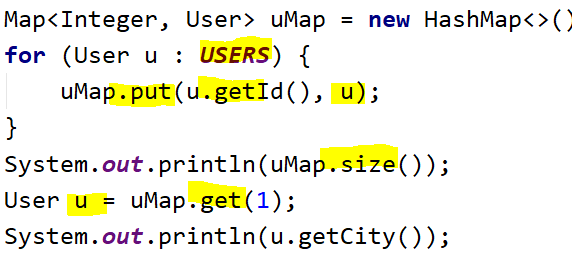 Map<Integer, User> uMap = new HashMap<>()
for (User u : USERS) {
    uMap.put(u.getId(), u);
}
System.out.println(uMap.size());
User u = uMap.get(1);
System.out.println(u.getCity());